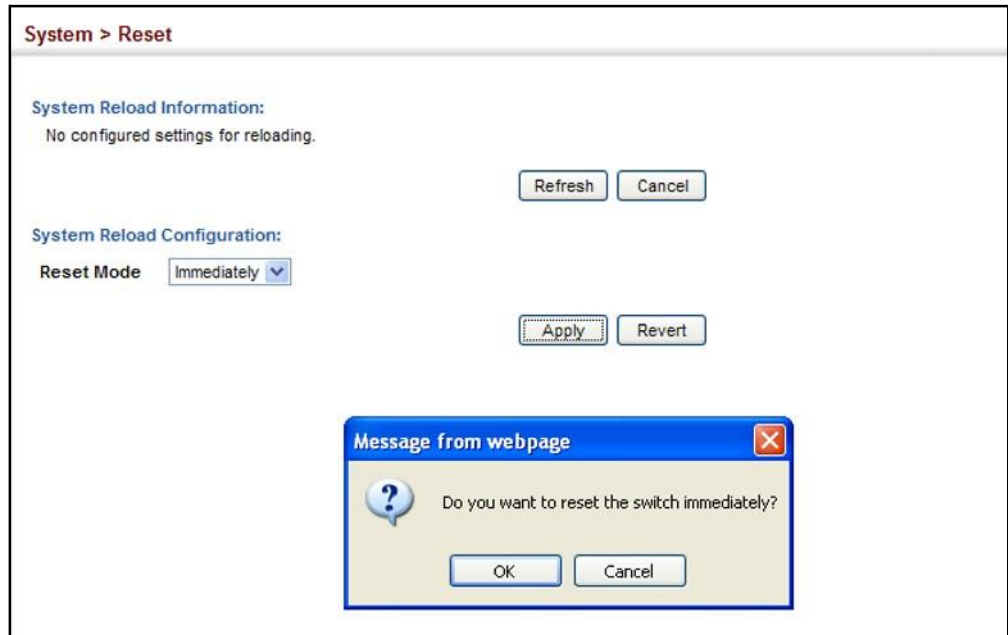 System > Reset
System Reload Information:
No configured settings for reloading.
Refresh Cancel
System Reload Configuration:
Reset Mode Immediately
Apply Revert
Message from webpage
?
Do you want to reset the switch immediately?
OK Cancel